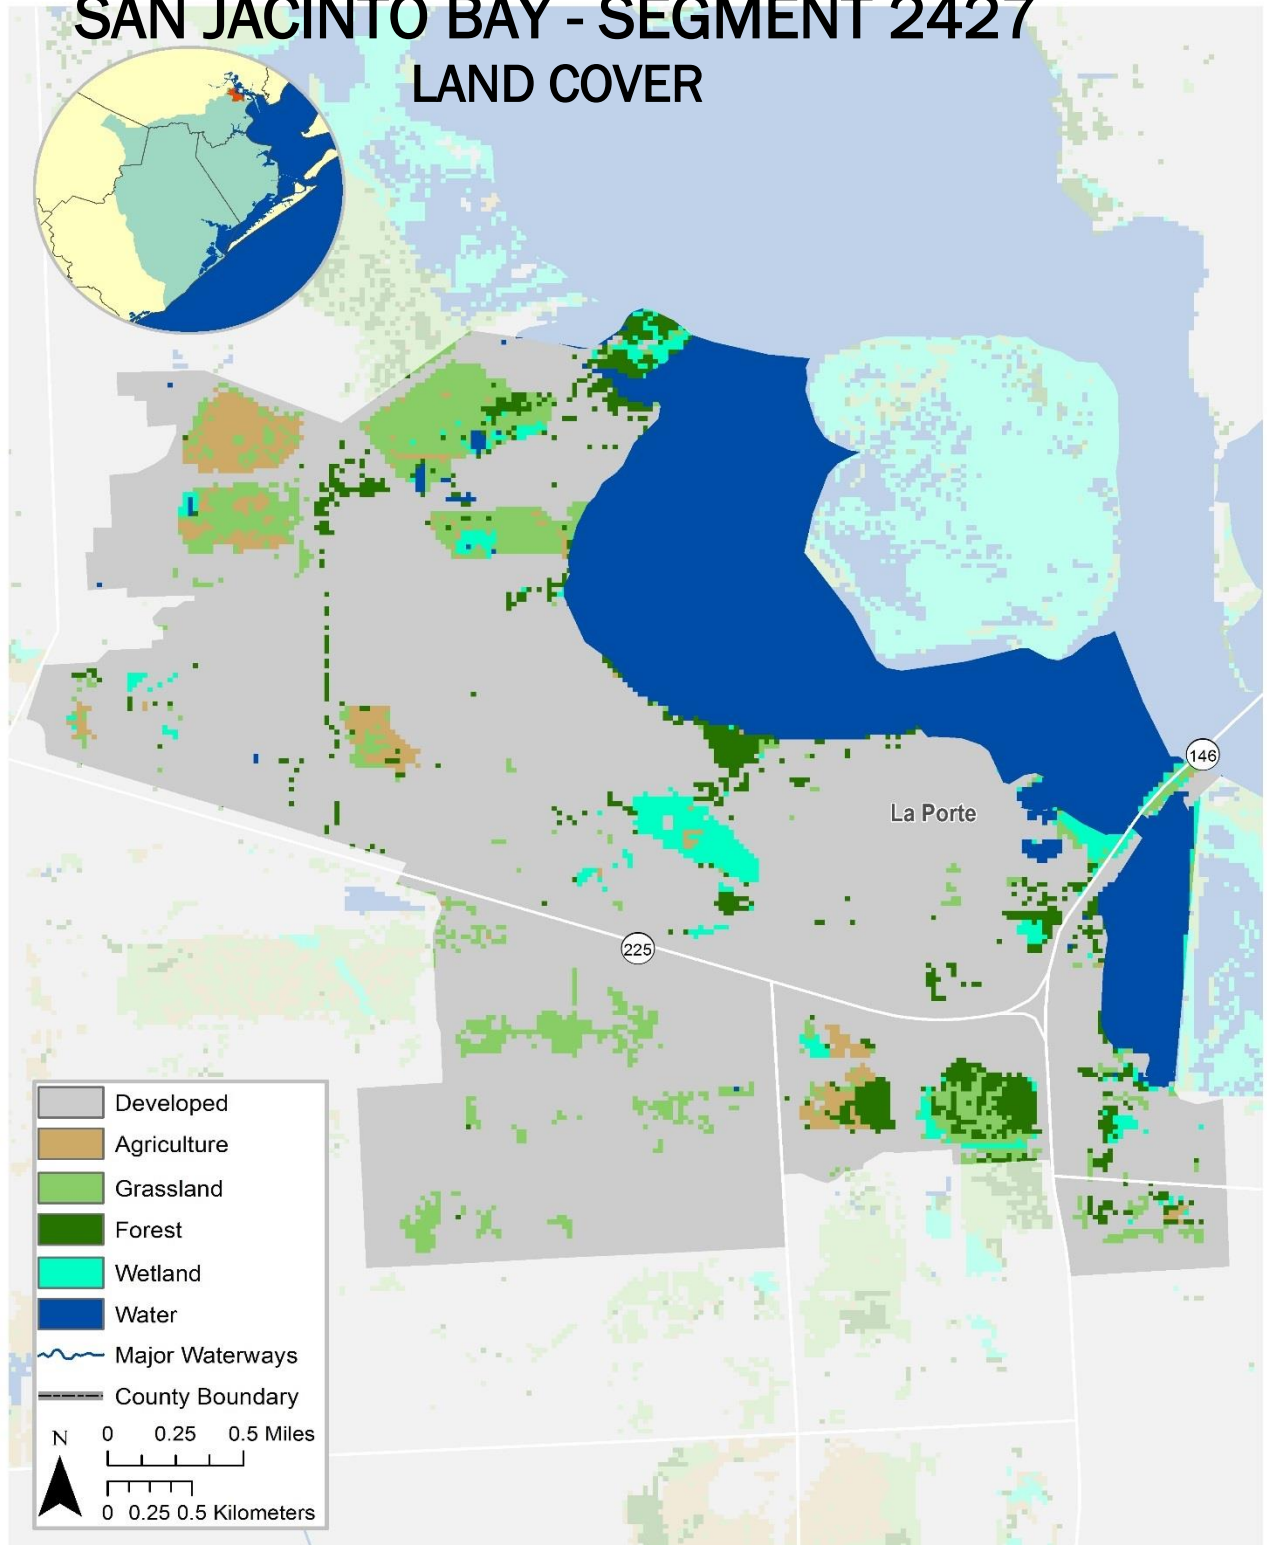 SAN JACINTO BAY - SEGMENT 2427
LAND COVER
146
La Porte
225
Developed
Agriculture
Grassland
Forest
Wetland
Water
Major Waterways
County Boundary
N
0 0.25 0.5 Miles
0 0.25 0.5 Kilometers